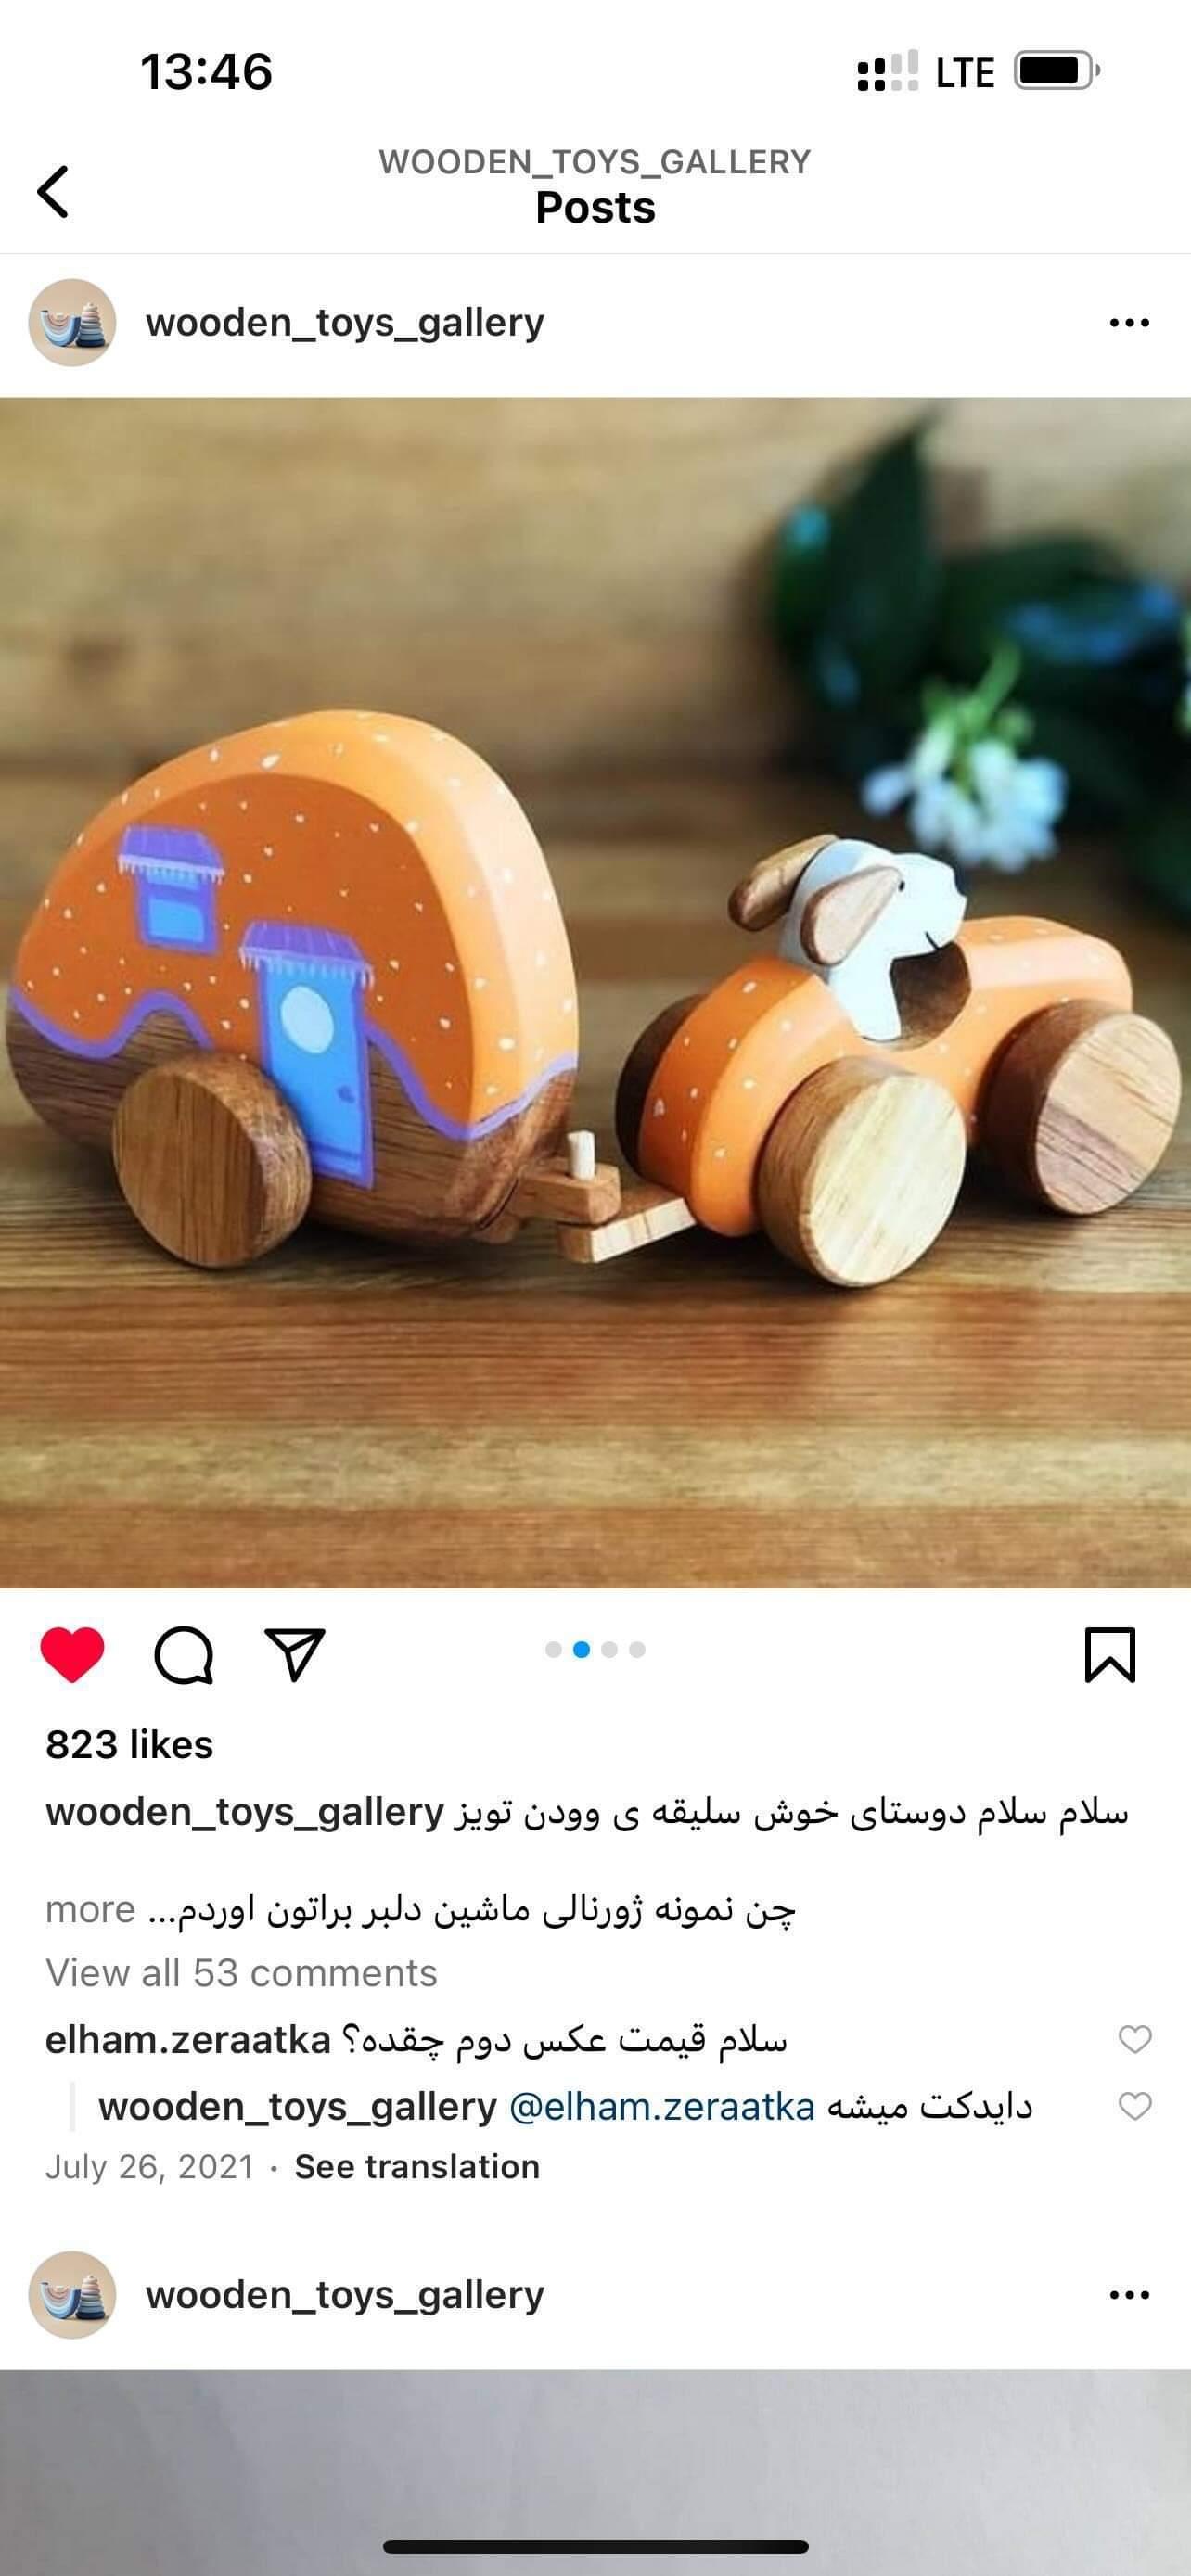 13:46 LTE
WOODEN_TOYS_GALLERY
Posts
wooden_toys_gallery
823 likes
wooden_toys_gallery سلام سلام دوستای خوش سلیقه ی وودن تویز
چن نمونه ژورنالی ماشین دلبر براتون اوردم... more
View all 53 comments
elham.zeraatka سلام قیمت عکس دوم چقده؟
wooden_toys_gallery @elham.zeraatka دایدکت میشه
July 26, 2021 · See translation
wooden_toys_gallery